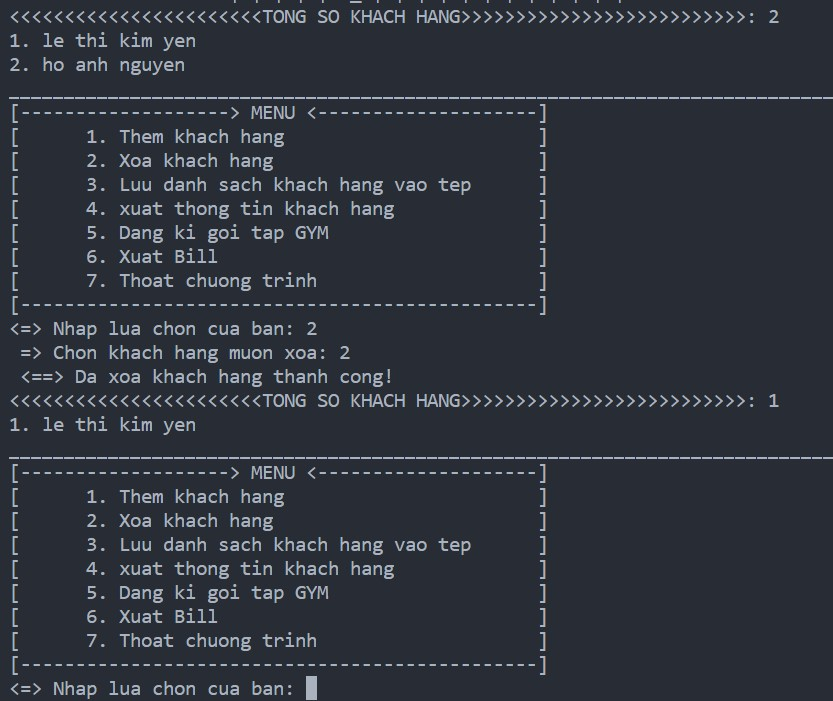 <<<<<<<<<<<<<<<<<<<<<<<TONG SO KHACH HANG>>>>>>>>>>>>>>>>>>>>>>>>>>: 2
1. le thi kim yen
2. ho anh nguyen
[-------------------> MENU <--------------------]
[      1. Them khach hang                       ]
[      2. Xoa khach hang                        ]
[      3. Luu danh sach khach hang vao tep      ]
[      4. xuat thong tin khach hang             ]
[      5. Dang ki goi tap GYM                   ]
[      6. Xuat Bill                             ]
[      7. Thoat chuong trinh                    ]
[-----------------------------------------------]
<=> Nhap lua chon cua ban: 2
 => Chon khach hang muon xoa: 2
 <==> Da xoa khach hang thanh cong!
<<<<<<<<<<<<<<<<<<<<<<<TONG SO KHACH HANG>>>>>>>>>>>>>>>>>>>>>>>>>>: 1
1. le thi kim yen
[-------------------> MENU <--------------------]
[      1. Them khach hang                       ]
[      2. Xoa khach hang                        ]
[      3. Luu danh sach khach hang vao tep      ]
[      4. xuat thong tin khach hang             ]
[      5. Dang ki goi tap GYM                   ]
[      6. Xuat Bill                             ]
[      7. Thoat chuong trinh                    ]
[-----------------------------------------------]
<=> Nhap lua chon cua ban: